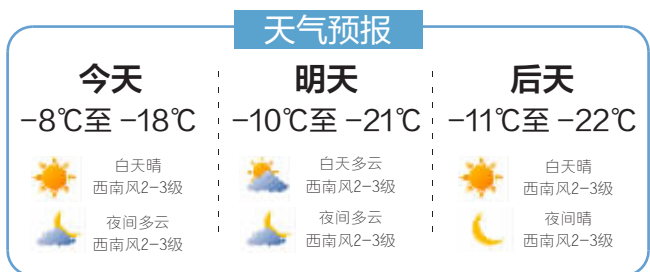 天气预报
今天
-8℃至 -18℃
白天晴
西南风2-3级
夜间多云
西南风2-3级
明天
-10℃至 -21℃
白天多云
西南风2-3级
夜间多云
西南风2-3级
后天
-11℃至 -22℃
白天晴
西南风2-3级
夜间晴
西南风2-3级